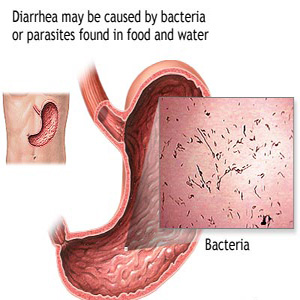 Diarrhea may be caused by bacteria
or parasites found in food and water
Bacteria